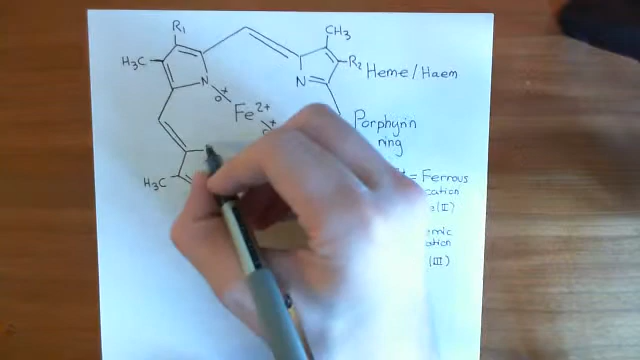 R₁
CH₃
H₃C
R₂
Heme/Haem
N
N
Fe²⁺
Porphyrin
ring
= Ferrous
cation
(II)
H₃C
emic
ation
(III)